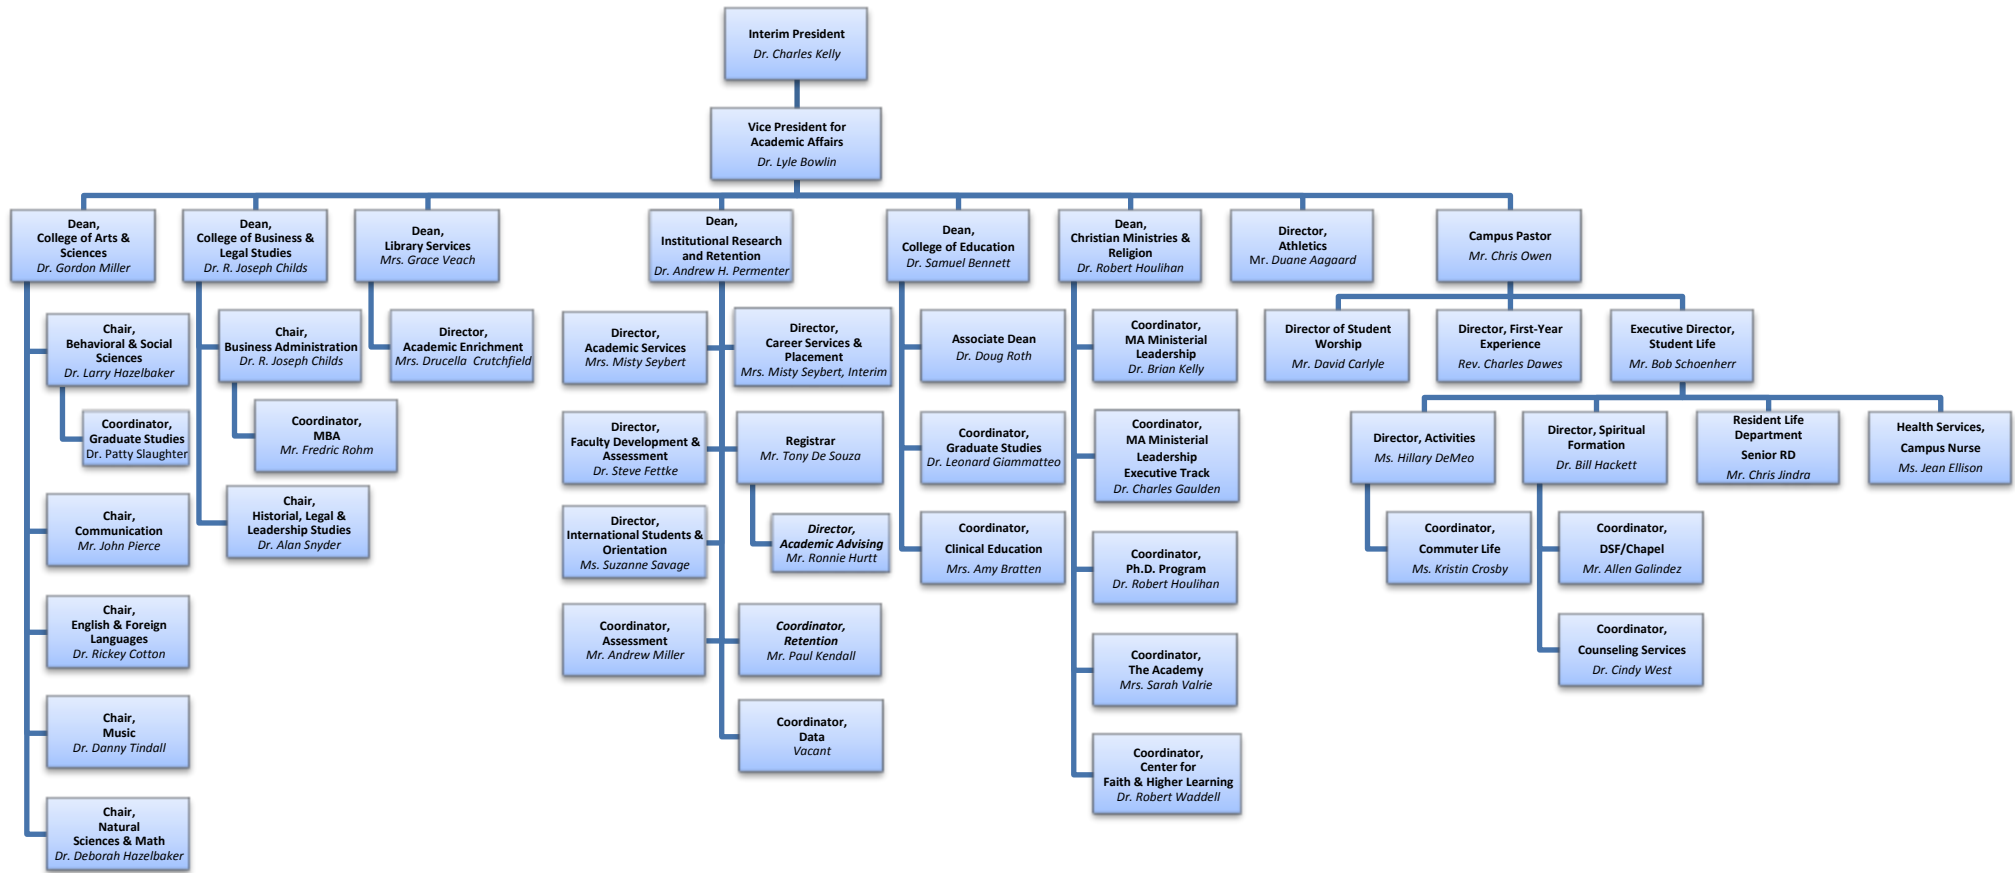 Interim President
Dr. Charles Kelly
Vice President for
Academic Affairs
Dr. Lyle Bowlin
Dean,
College of Arts &
Sciences
Dr. Gordon Miller
Dean,
College of Business &
Legal Studies
Dr. R. Joseph Childs
Dean,
Library Services
Mrs. Grace Veach
Dean,
Institutional Research
and Retention
Dr. Andrew H. Permenter
Dean,
College of Education
Dr. Samuel Bennett
Dean,
Christian Ministries &
Religion
Dr. Robert Houlihan
Director,
Athletics
Mr. Duane Aagaard
Campus Pastor
Mr. Chris Owen
Chair,
Behavioral & Social
Sciences
Dr. Larry Hazelbaker
Coordinator,
Graduate Studies
Dr. Patty Slaughter
Chair,
Communication
Mr. John Pierce
Chair,
English & Foreign
Languages
Dr. Rickey Cotton
Chair,
Music
Dr. Danny Tindall
Chair,
Natural
Sciences & Math
Dr. Deborah Hazelbaker
Chair,
Business Administration
Dr. R. Joseph Childs
Coordinator,
MBA
Mr. Fredric Rohm
Chair,
Historial, Legal &
Leadership Studies
Dr. Alan Snyder
Director,
Academic Enrichment
Mrs. Drucella Crutchfield
Director,
Academic Services
Mrs. Misty Seybert
Director,
Career Services &
Placement
Mrs. Misty Seybert, Interim
Director,
Faculty Development &
Assessment
Dr. Steve Fettke
Registrar
Mr. Tony De Souza
Director,
International Students &
Orientation
Ms. Suzanne Savage
Director,
Academic Advising
Mr. Ronnie Hurtt
Coordinator,
Assessment
Mr. Andrew Miller
Coordinator,
Retention
Mr. Paul Kendall
Coordinator,
Data
Vacant
Associate Dean
Dr. Doug Roth
Coordinator,
Graduate Studies
Dr. Leonard Giammatteo
Coordinator,
Clinical Education
Mrs. Amy Bratten
Coordinator,
MA Ministerial
Leadership
Dr. Brian Kelly
Coordinator,
MA Ministerial
Leadership
Executive Track
Dr. Charles Gaulden
Coordinator,
Ph.D. Program
Dr. Robert Houlihan
Coordinator,
The Academy
Mrs. Sarah Valrie
Coordinator,
Center for
Faith & Higher Learning
Dr. Robert Waddell
Director of Student
Worship
Mr. David Carlyle
Director, First-Year
Experience
Rev. Charles Dawes
Executive Director,
Student Life
Mr. Bob Schoenherr
Director, Activities
Ms. Hillary DeMeo
Director, Spiritual
Formation
Dr. Bill Hackett
Resident Life
Department
Senior RD
Mr. Chris Jindra
Health Services,
Campus Nurse
Ms. Jean Ellison
Coordinator,
Commuter Life
Ms. Kristin Crosby
Coordinator,
DSF/Chapel
Mr. Allen Galindez
Coordinator,
Counseling Services
Dr. Cindy West